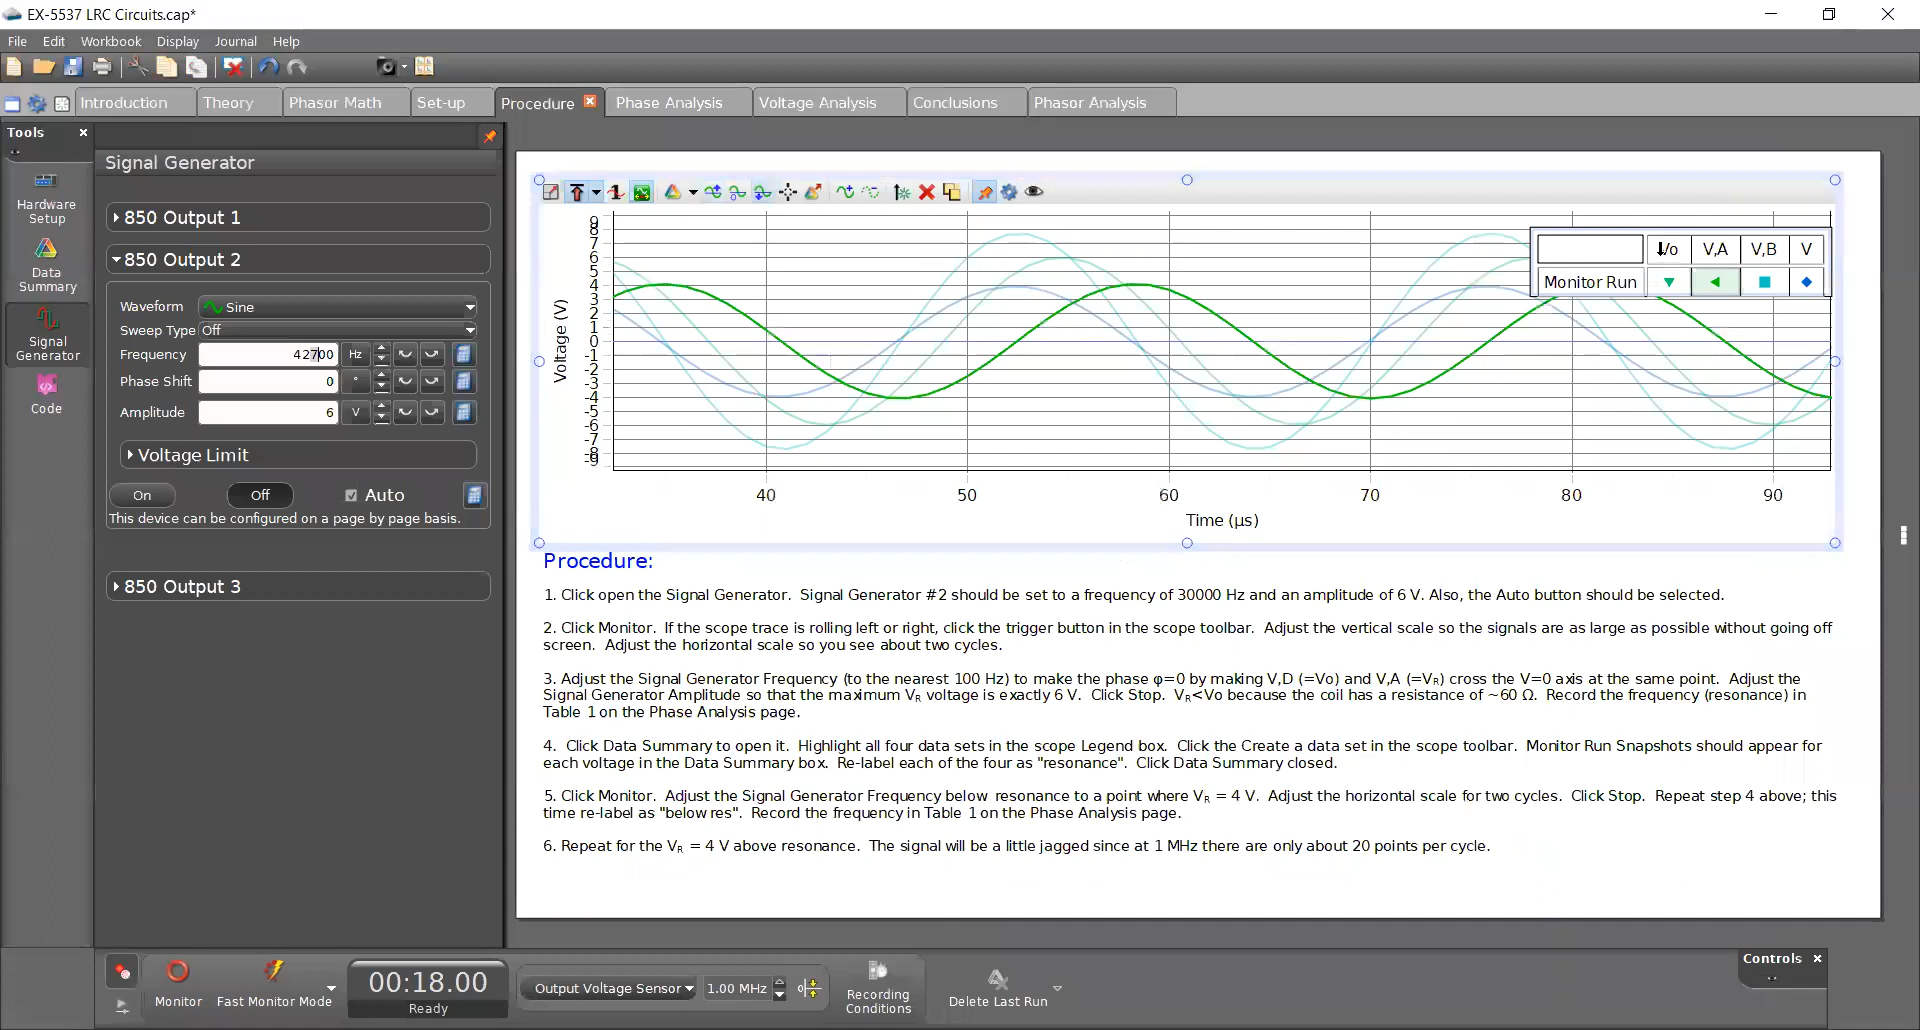 EX-5537 LRC Circuits.cap*
File Edit Workbook Display Journal Help
Introduction Theory Phasor Math Set-up Procedure Phase Analysis Voltage Analysis Conclusions Phasor Analysis
Tools
Hardware
Setup
Data
Summary
Signal
Generator
Code
Signal Generator
850 Output 1
850 Output 2
Waveform Sine
Sweep Type Off
Frequency 42700 Hz
Phase Shift 0 °
Amplitude 6 V
Voltage Limit
On Off Auto
This device can be configured on a page by page basis.
850 Output 3
Voltage (V)
9
8
7
6
5
4
3
2
1
0
-1
-2
-3
-4
-5
-6
-7
-8
-9
Vo V,A V,B V
Monitor Run
40 50 60 70 80 90
Time (µs)
Procedure:
1. Click open the Signal Generator. Signal Generator #2 should be set to a frequency of 30000 Hz and an amplitude of 6 V. Also, the Auto button should be selected.
2. Click Monitor. If the scope trace is rolling left or right, click the trigger button in the scope toolbar. Adjust the vertical scale so the signals are as large as possible without going off
screen. Adjust the horizontal scale so you see about two cycles.
3. Adjust the Signal Generator Frequency (to the nearest 100 Hz) to make the phase φ=0 by making V,D (=Vo) and V,A (=VR) cross the V=0 axis at the same point. Adjust the
Signal Generator Amplitude so that the maximum VR voltage is exactly 6 V. Click Stop. VR<Vo because the coil has a resistance of ~60 Ω. Record the frequency (resonance) in
Table 1 on the Phase Analysis page.
4. Click Data Summary to open it. Highlight all four data sets in the scope Legend box. Click the Create a data set in the scope toolbar. Monitor Run Snapshots should appear for
each voltage in the Data Summary box. Re-label each of the four as "resonance". Click Data Summary closed.
5. Click Monitor. Adjust the Signal Generator Frequency below resonance to a point where VR = 4 V. Adjust the horizontal scale for two cycles. Click Stop. Repeat step 4 above; this
time re-label as "below res". Record the frequency in Table 1 on the Phase Analysis page.
6. Repeat for the VR = 4 V above resonance. The signal will be a little jagged since at 1 MHz there are only about 20 points per cycle.
Monitor
Fast Monitor Mode
00:18.00
Ready
Output Voltage Sensor 1.00 MHz
Recording
Conditions
Delete Last Run
Controls